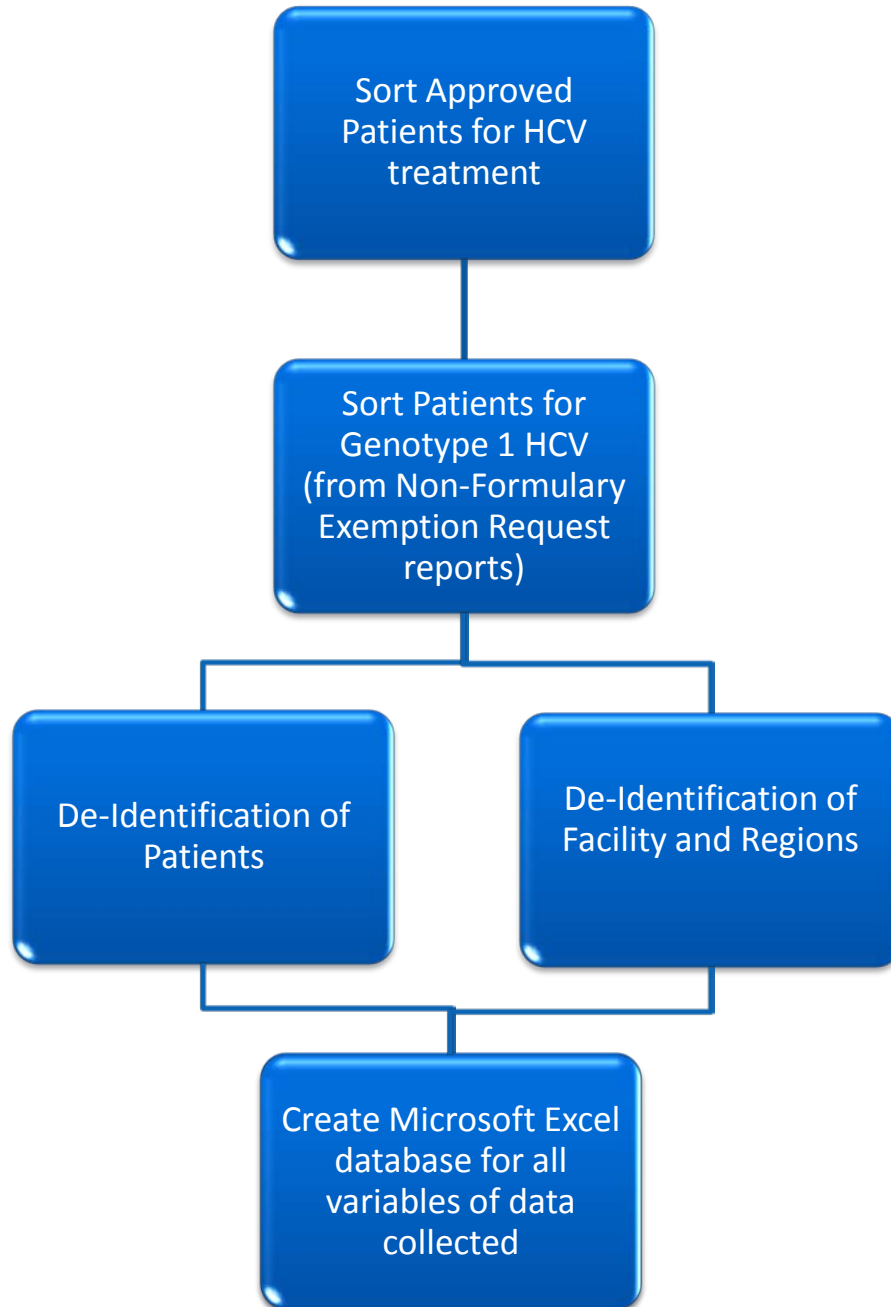 Sort Approved
Patients for HCV
treatment
Sort Patients for
Genotype 1 HCV
(from Non-Formulary
Exemption Request
reports)
De-Identification of
Patients
De-Identification of
Facility and Regions
Create Microsoft Excel
database for all
variables of data
collected